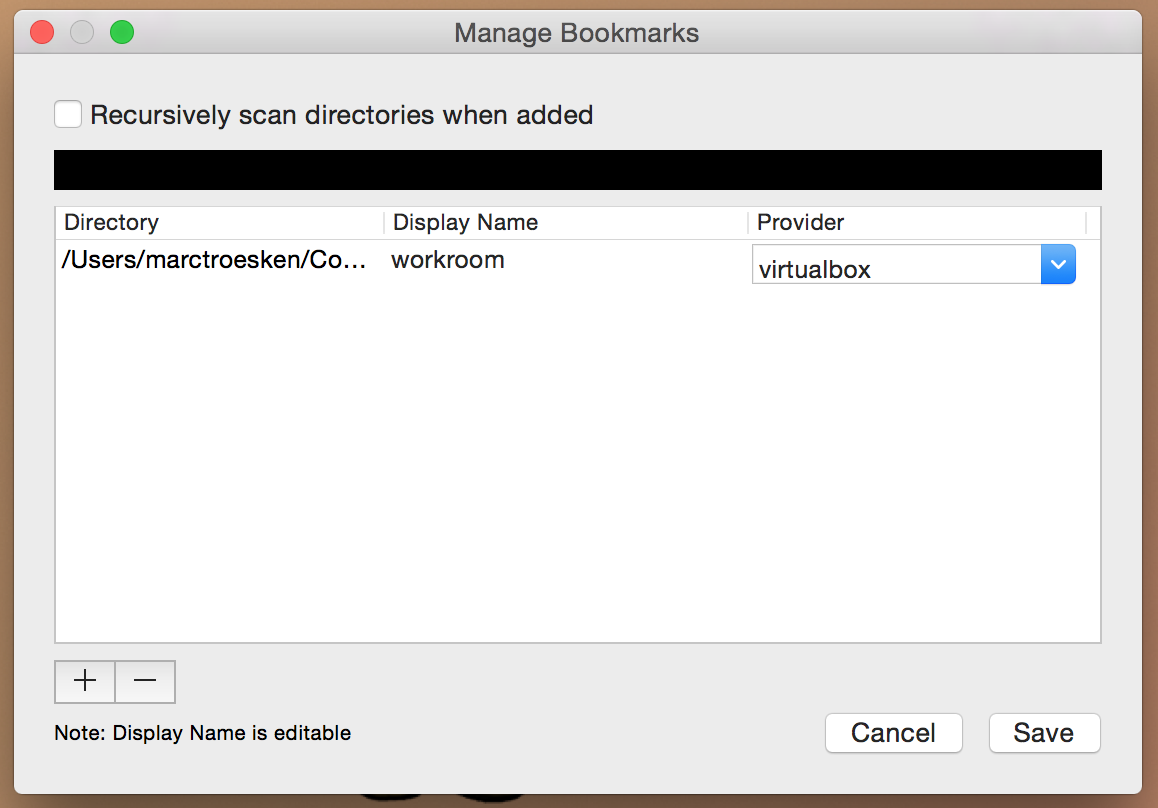 Manage Bookmarks
Recursively scan directories when added
Directory Display Name Provider
/Users/marctroesken/Co... workroom virtualbox
Note: Display Name is editable
Cancel Save